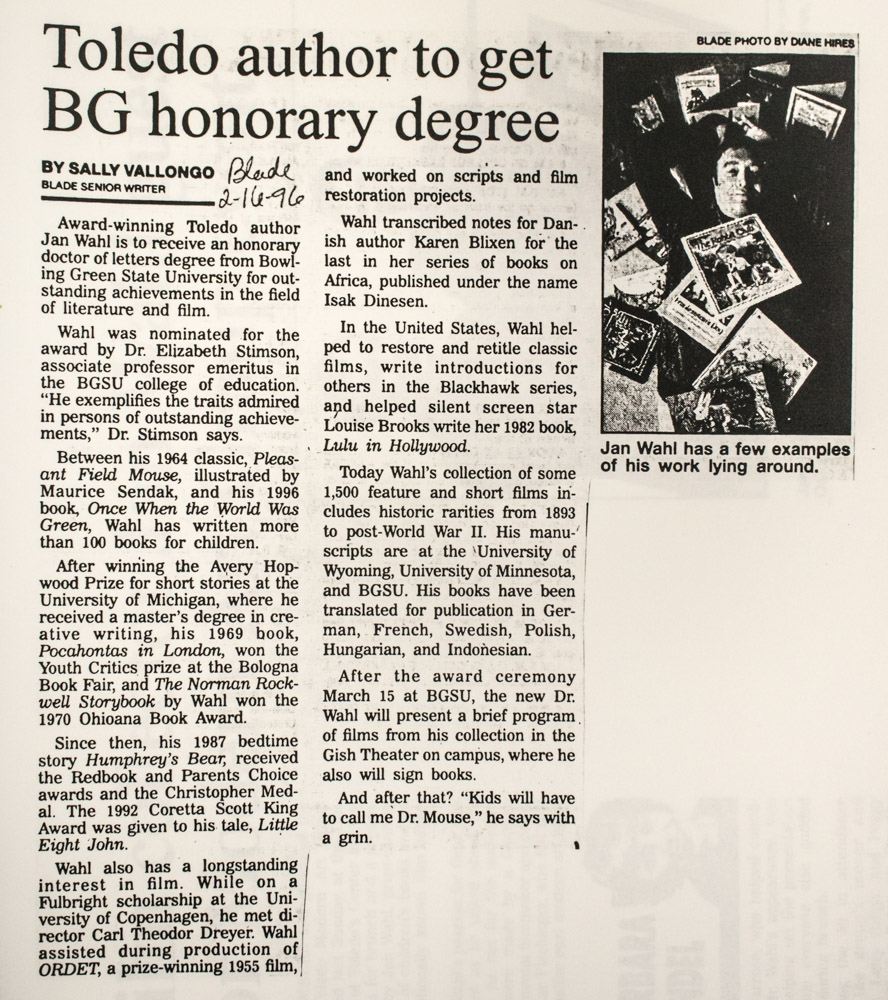 Toledo author to get
BG honorary degree
BY SALLY VALLONGO
BLADE SENIOR WRITER
Blade
2-16-96
Award-winning Toledo author
Jan Wahl is to receive an honorary
doctor of letters degree from Bowl-
ing Green State University for out-
standing achievements in the field
of literature and film.
Wahl was nominated for the
award by Dr. Elizabeth Stimson,
associate professor emeritus in
the BGSU college of education.
“He exemplifies the traits admired
in persons of outstanding achieve-
ments,” Dr. Stimson says.
Between his 1964 classic, Pleas-
ant Field Mouse, illustrated by
Maurice Sendak, and his 1996
book, Once When the World Was
Green, Wahl has written more
than 100 books for children.
After winning the Avery Hop-
wood Prize for short stories at the
University of Michigan, where he
received a master's degree in cre-
ative writing, his 1969 book,
Pocahontas in London, won the
Youth Critics prize at the Bologna
Book Fair, and The Norman Rock-
well Storybook by Wahl won the
1970 Ohioana Book Award.
Since then, his 1987 bedtime
story Humphrey's Bear, received
the Redbook and Parents Choice
awards and the Christopher Med-
al. The 1992 Coretta Scott King
Award was given to his tale, Little
Eight John.
Wahl also has a longstanding
interest in film. While on a
Fulbright scholarship at the Uni-
versity of Copenhagen, he met di-
rector Carl Theodor Dreyer. Wahl
assisted during production of
ORDET, a prize-winning 1955 film,
and worked on scripts and film
restoration projects.
Wahl transcribed notes for Dan-
ish author Karen Blixen for the
last in her series of books on
Africa, published under the name
Isak Dinesen.
In the United States, Wahl hel-
ped to restore and retitle classic
films, write introductions for
others in the Blackhawk series,
and helped silent screen star
Louise Brooks write her 1982 book,
Lulu in Hollywood.
Today Wahl's collection of some
1,500 feature and short films in-
cludes historic rarities from 1893
to post-World War II. His manu-
scripts are at the University of
Wyoming, University of Minnesota,
and BGSU. His books have been
translated for publication in Ger-
man, French, Swedish, Polish,
Hungarian, and Indonesian.
After the award ceremony
March 15 at BGSU, the new Dr.
Wahl will present a brief program
of films from his collection in the
Gish Theater on campus, where he
also will sign books.
And after that? “Kids will have
to call me Dr. Mouse,” he says with
a grin.
BLADE PHOTO BY DIANE HIRES
Jan Wahl has a few examples
of his work lying around.